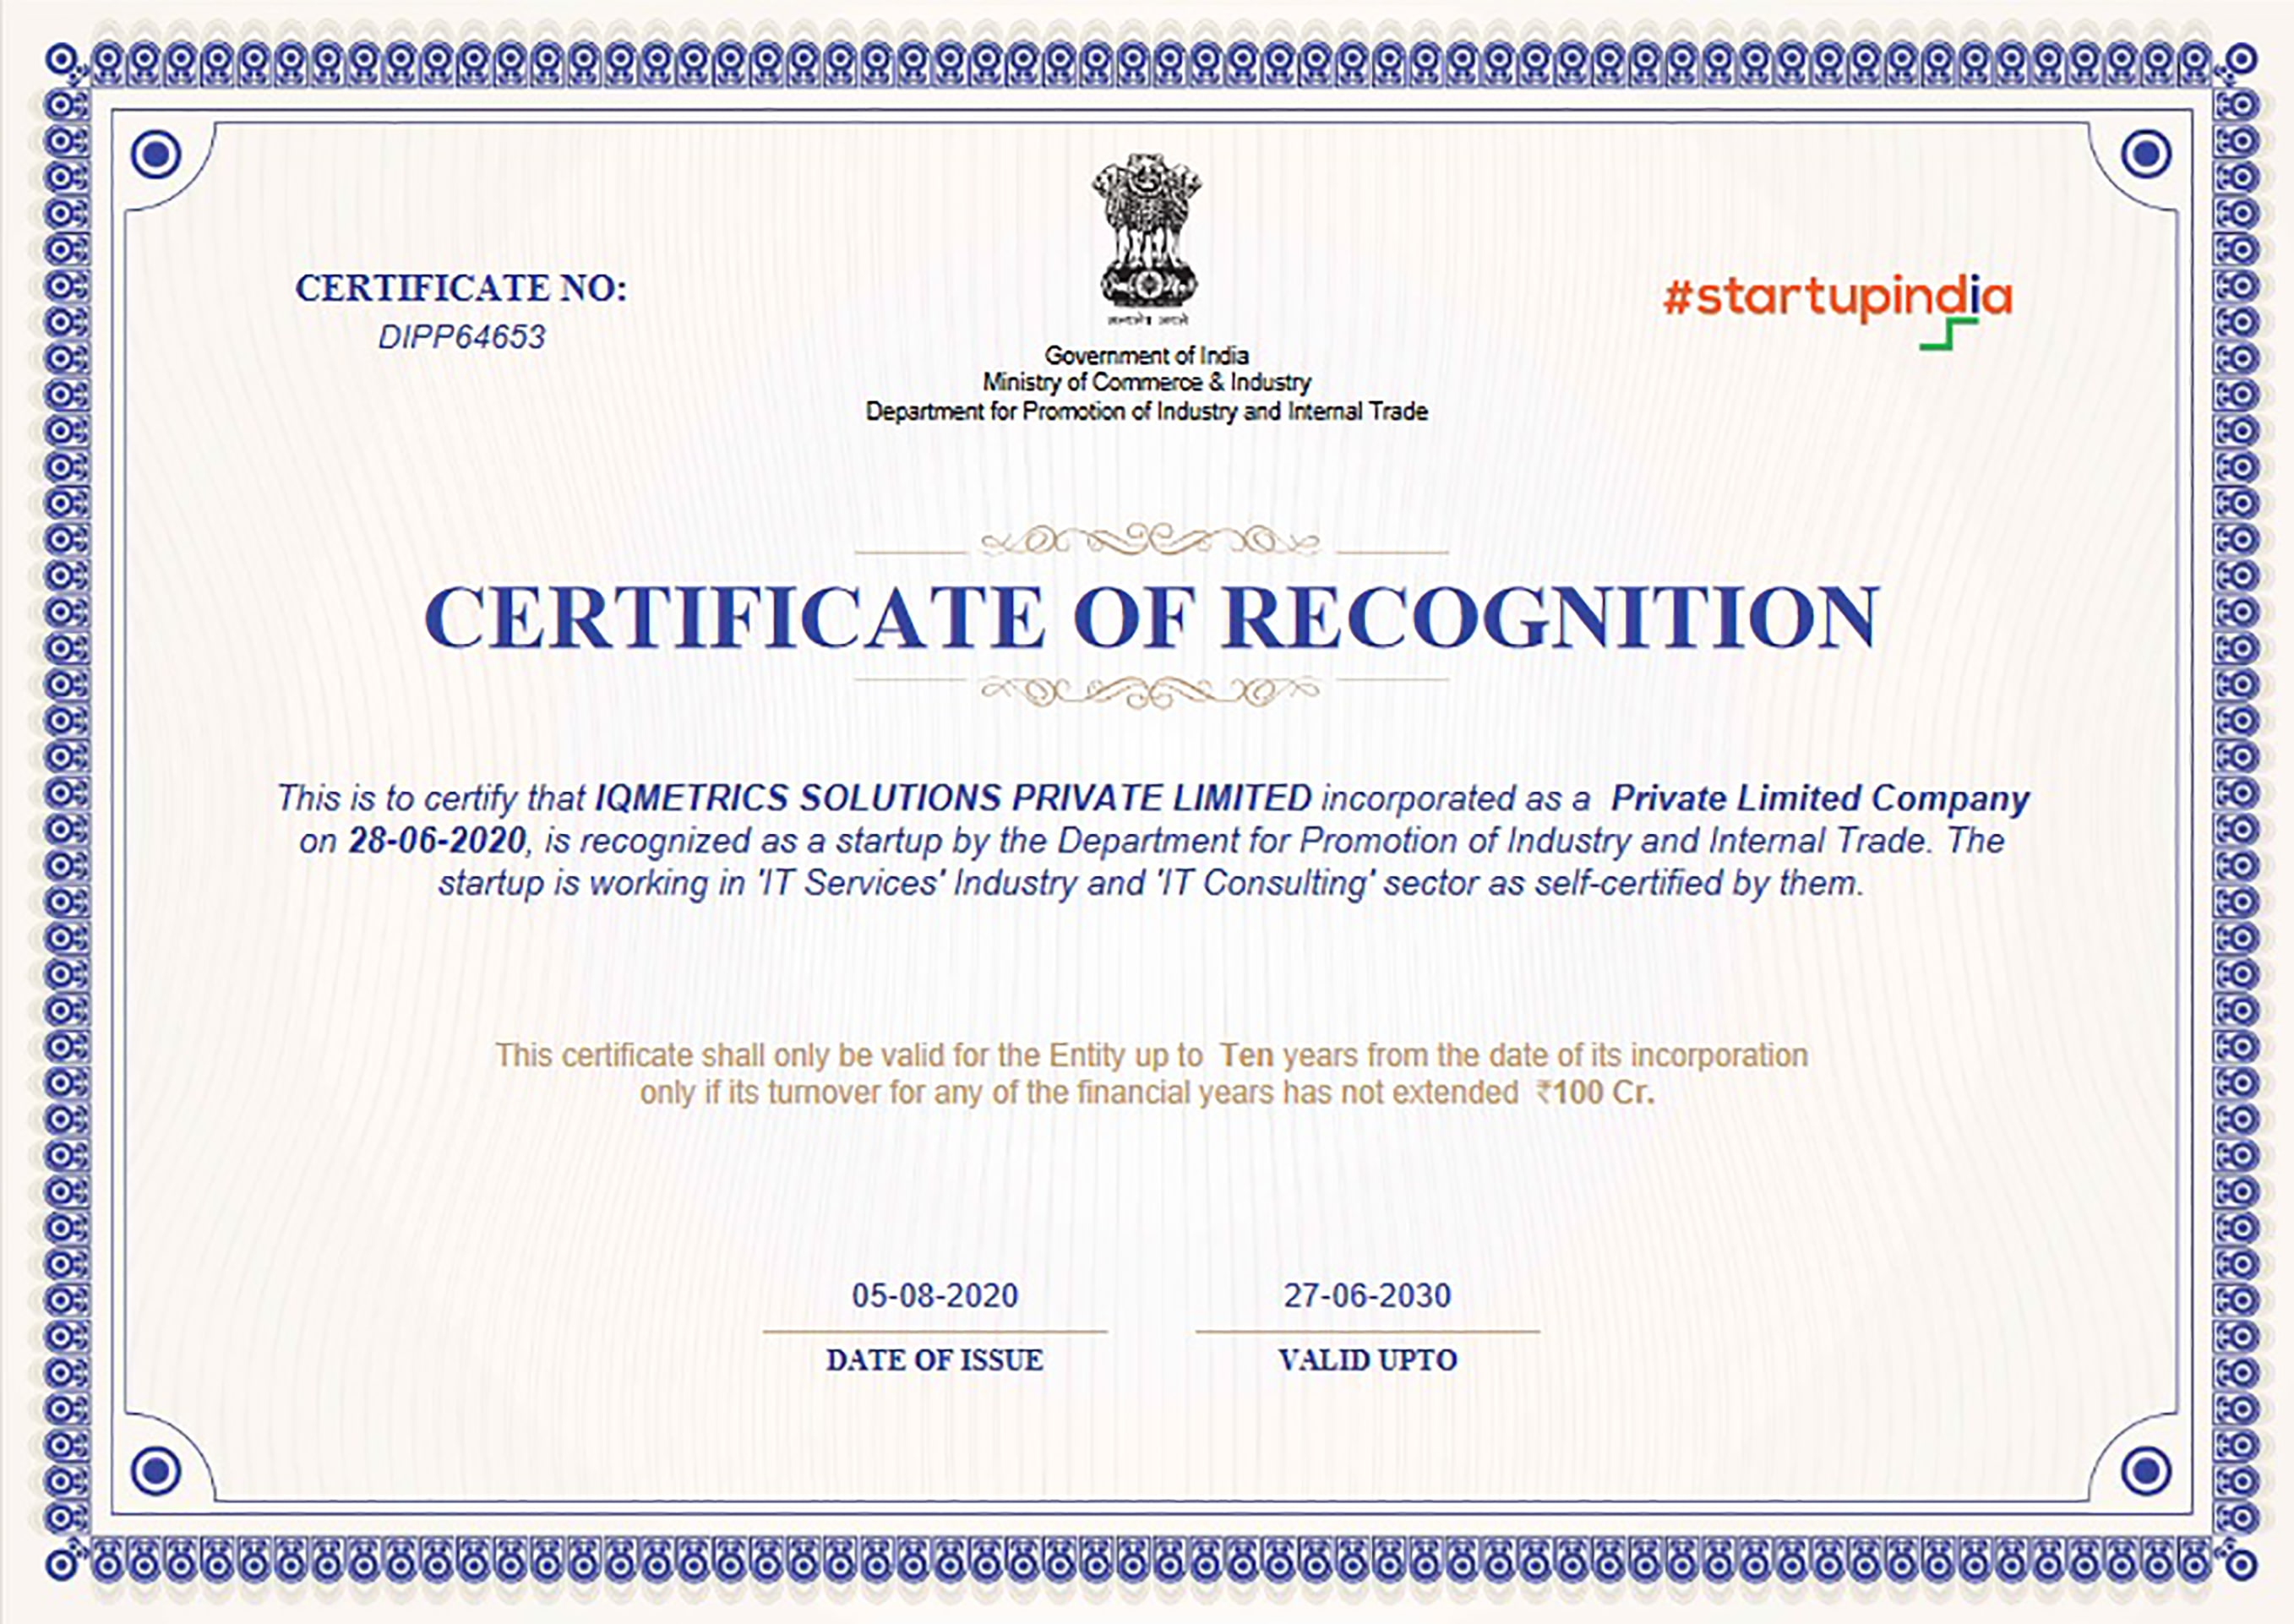 CERTIFICATE NO:
DIPP64653
सत्यमेव जयते
#startupindia
Government of India
Ministry of Commerce & Industry
Department for Promotion of Industry and Internal Trade
CERTIFICATE OF RECOGNITION
This is to certify that IQMETRICS SOLUTIONS PRIVATE LIMITED incorporated as a Private Limited Company
on 28-06-2020, is recognized as a startup by the Department for Promotion of Industry and Internal Trade. The
startup is working in 'IT Services' Industry and 'IT Consulting' sector as self-certified by them.
This certificate shall only be valid for the Entity up to Ten years from the date of its incorporation
only if its turnover for any of the financial years has not extended ₹100 Cr.
05-08-2020
27-06-2030
DATE OF ISSUE
VALID UPTO